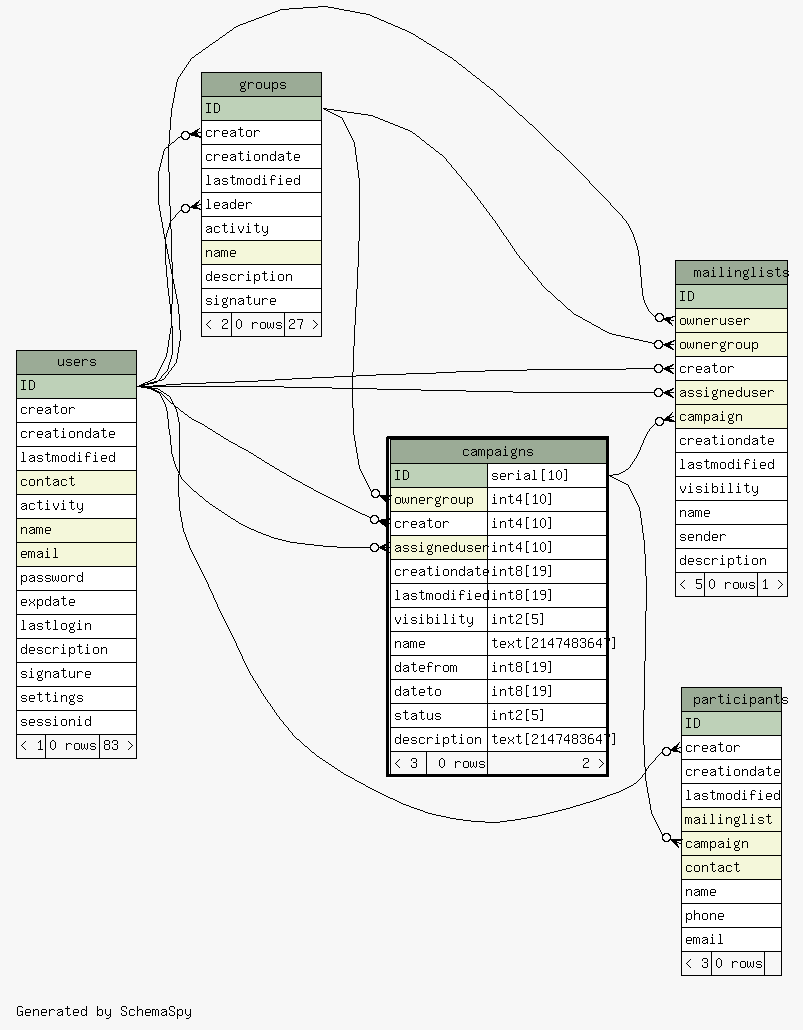 groups
ID
creator
creationdate
lastmodified
leader
activity
name
description
signature
< 2 0 rows 27 >
mailinglists
ID
owneruser
ownergroup
creator
assigneduser
campaign
creationdate
lastmodified
visibility
name
sender
description
< 5 0 rows 1 >
users
ID
creator
creationdate
lastmodified
contact
activity
name
email
password
expdate
lastlogin
description
signature
settings
sessionid
< 1 0 rows 83 >
campaigns
ID serial[10]
ownergroup int4[10]
creator int4[10]
assigneduser int4[10]
creationdate int8[19]
lastmodified int8[19]
visibility int2[5]
name text[2147483647]
datefrom int8[19]
dateto int8[19]
status int2[5]
description text[2147483647]
< 3 0 rows 2 >
participants
ID
creator
creationdate
lastmodified
mailinglist
campaign
contact
name
phone
email
< 3 0 rows
Generated by SchemaSpy